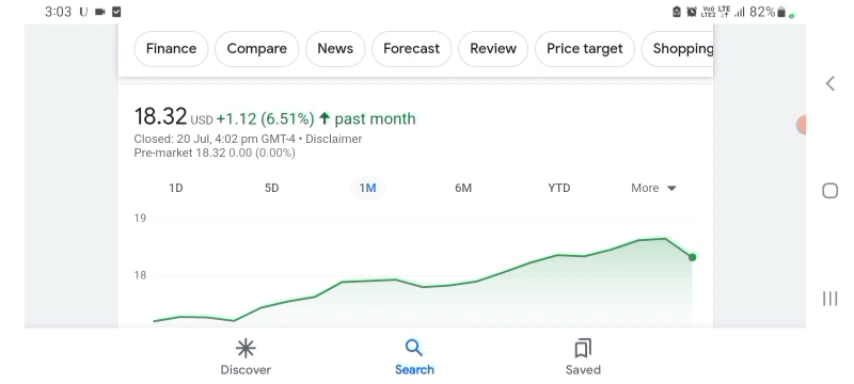 3:03 U 82%
Finance Compare News Forecast Review Price target Shopping
18.32 USD +1.12 (6.51%) ↑ past month
Closed: 20 Jul, 4:02 pm GMT-4 • Disclaimer
Pre-market 18.32 0.00 (0.00%)
1D 5D 1M 6M YTD More
19
18
Discover Search Saved